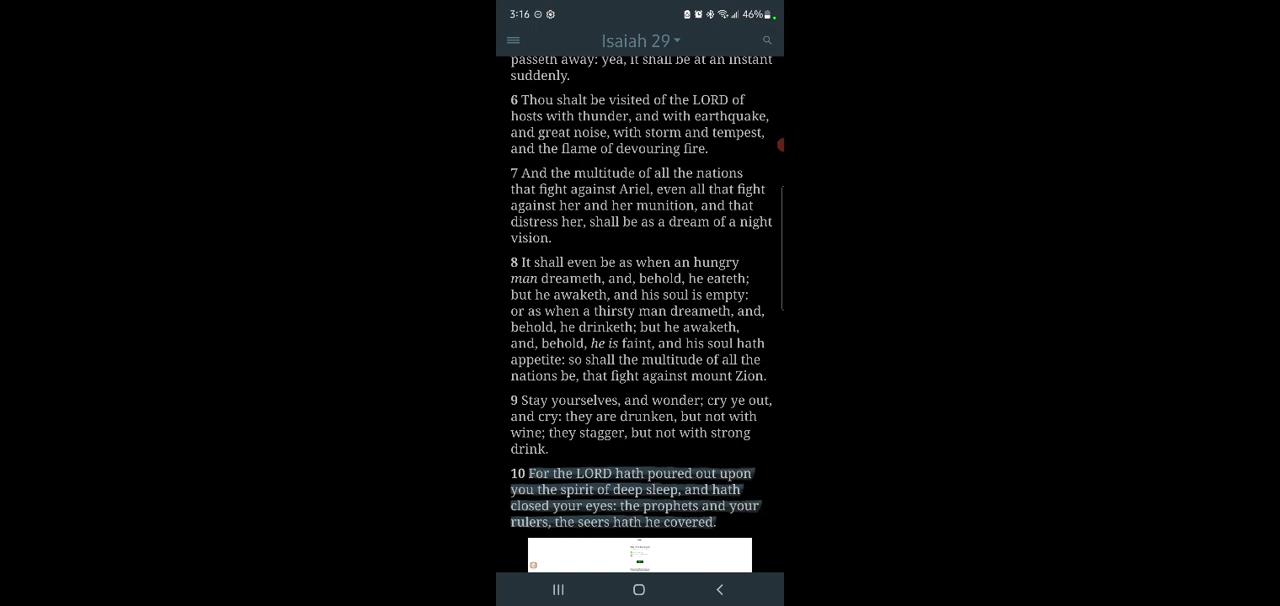 3:16 46%
Isaiah 29
passeth away: yea, it shall be at an instant
suddenly.
6 Thou shalt be visited of the LORD of
hosts with thunder, and with earthquake,
and great noise, with storm and tempest,
and the flame of devouring fire.
7 And the multitude of all the nations
that fight against Ariel, even all that fight
against her and her munition, and that
distress her, shall be as a dream of a night
vision.
8 It shall even be as when an hungry
man dreameth, and, behold, he eateth;
but he awaketh, and his soul is empty:
or as when a thirsty man dreameth, and,
behold, he drinketh; but he awaketh,
and, behold, he is faint, and his soul hath
appetite: so shall the multitude of all the
nations be, that fight against mount Zion.
9 Stay yourselves, and wonder; cry ye out,
and cry: they are drunken, but not with
wine; they stagger, but not with strong
drink.
10 For the LORD hath poured out upon
you the spirit of deep sleep, and hath
closed your eyes: the prophets and your
rulers, the seers hath he covered.